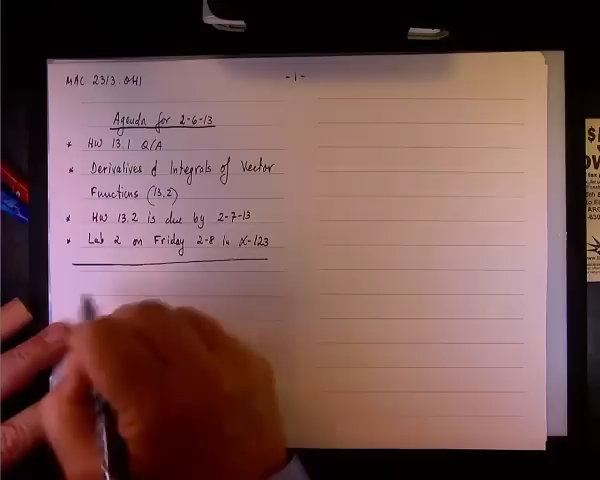 MAC 2313.0H1
- 1 -
Agenda for 2-6-13
* HW 13.1 Q/A
* Derivatives & Integrals of Vector
Functions (13.2)
* HW 13.2 is due by 2-7-13
* Lab 2 on Friday 2-8 in X-123